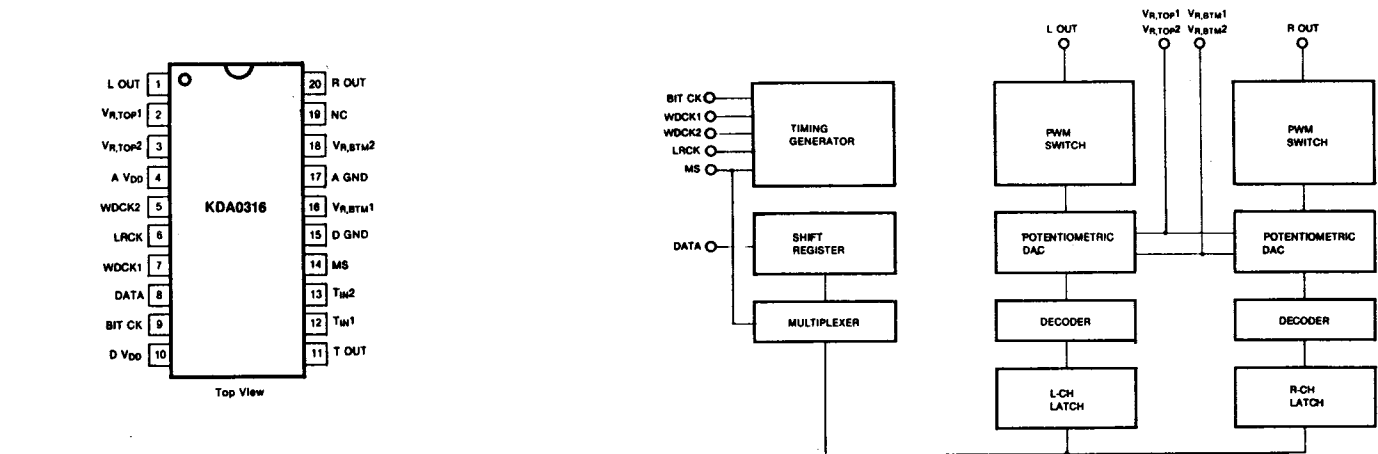 L OUT 1
VR,TOP1 2
VR,TOP2 3
A VDD 4
WDCK2 5
LRCK 6
WDCK1 7
DATA 8
BIT CK 9
D VDD 10
KDA0316
20 R OUT
19 NC
18 VR,BTM2
17 A GND
16 VR,BTM1
15 D GND
14 MS
13 TIN2
12 TIN1
11 T OUT
Top View
BIT CK
WDCK1
WDCK2
LRCK
MS
DATA
TIMING
GENERATOR
SHIFT
REGISTER
MULTIPLEXER
L OUT
VR,TOP1 VR,BTM1
VR,TOP2 VR,BTM2
R OUT
PWM
SWITCH
PWM
SWITCH
POTENTIOMETRIC
DAC
POTENTIOMETRIC
DAC
DECODER
DECODER
L-CH
LATCH
R-CH
LATCH